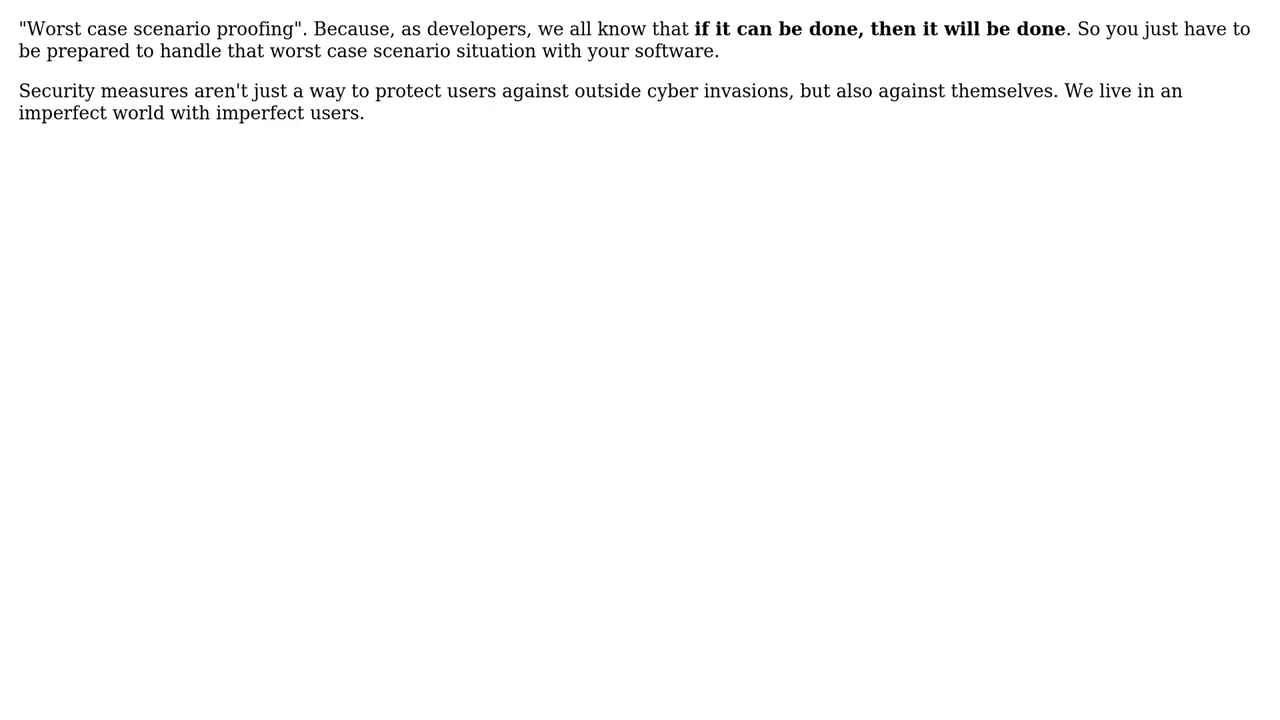 "Worst case scenario proofing". Because, as developers, we all know that if it can be done, then it will be done. So you just have to
be prepared to handle that worst case scenario situation with your software.
Security measures aren't just a way to protect users against outside cyber invasions, but also against themselves. We live in an
imperfect world with imperfect users.